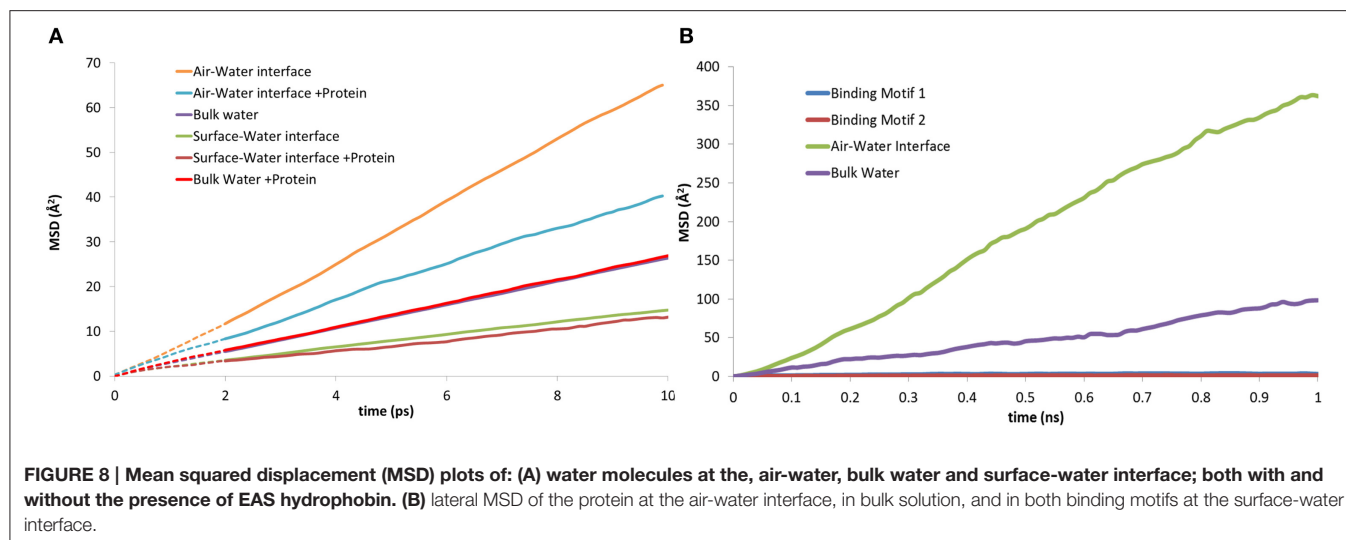 A
70
60
50
40
30
20
10
0
MSD (Å²)
Air-Water interface
Air-Water interface +Protein
Bulk water
Surface-Water interface
Surface-Water interface +Protein
Bulk Water +Protein
0 2 4 6 8 10
time (ps)
B
400
350
300
250
200
150
100
50
0
MSD (Å²)
Binding Motif 1
Binding Motif 2
Air-Water Interface
Bulk Water
0 0.1 0.2 0.3 0.4 0.5 0.6 0.7 0.8 0.9 1
time (ns)
FIGURE 8 | Mean squared displacement (MSD) plots of: (A) water molecules at the, air-water, bulk water and surface-water interface; both with and
without the presence of EAS hydrophobin. (B) lateral MSD of the protein at the air-water interface, in bulk solution, and in both binding motifs at the surface-water
interface.